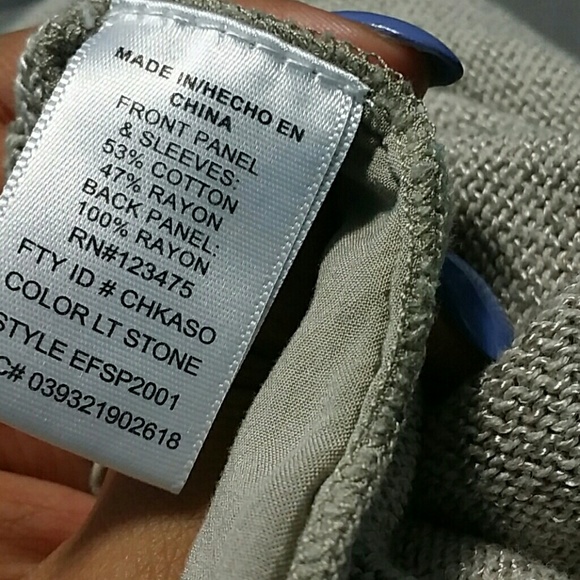 MADE IN/HECHO EN
CHINA
FRONT PANEL
& SLEEVES:
53% COTTON
47% RAYON
BACK PANEL:
100% RAYON
RN#123475
FTY ID # CHKASO
COLOR LT STONE
STYLE EFSP2001
C# 039321902618